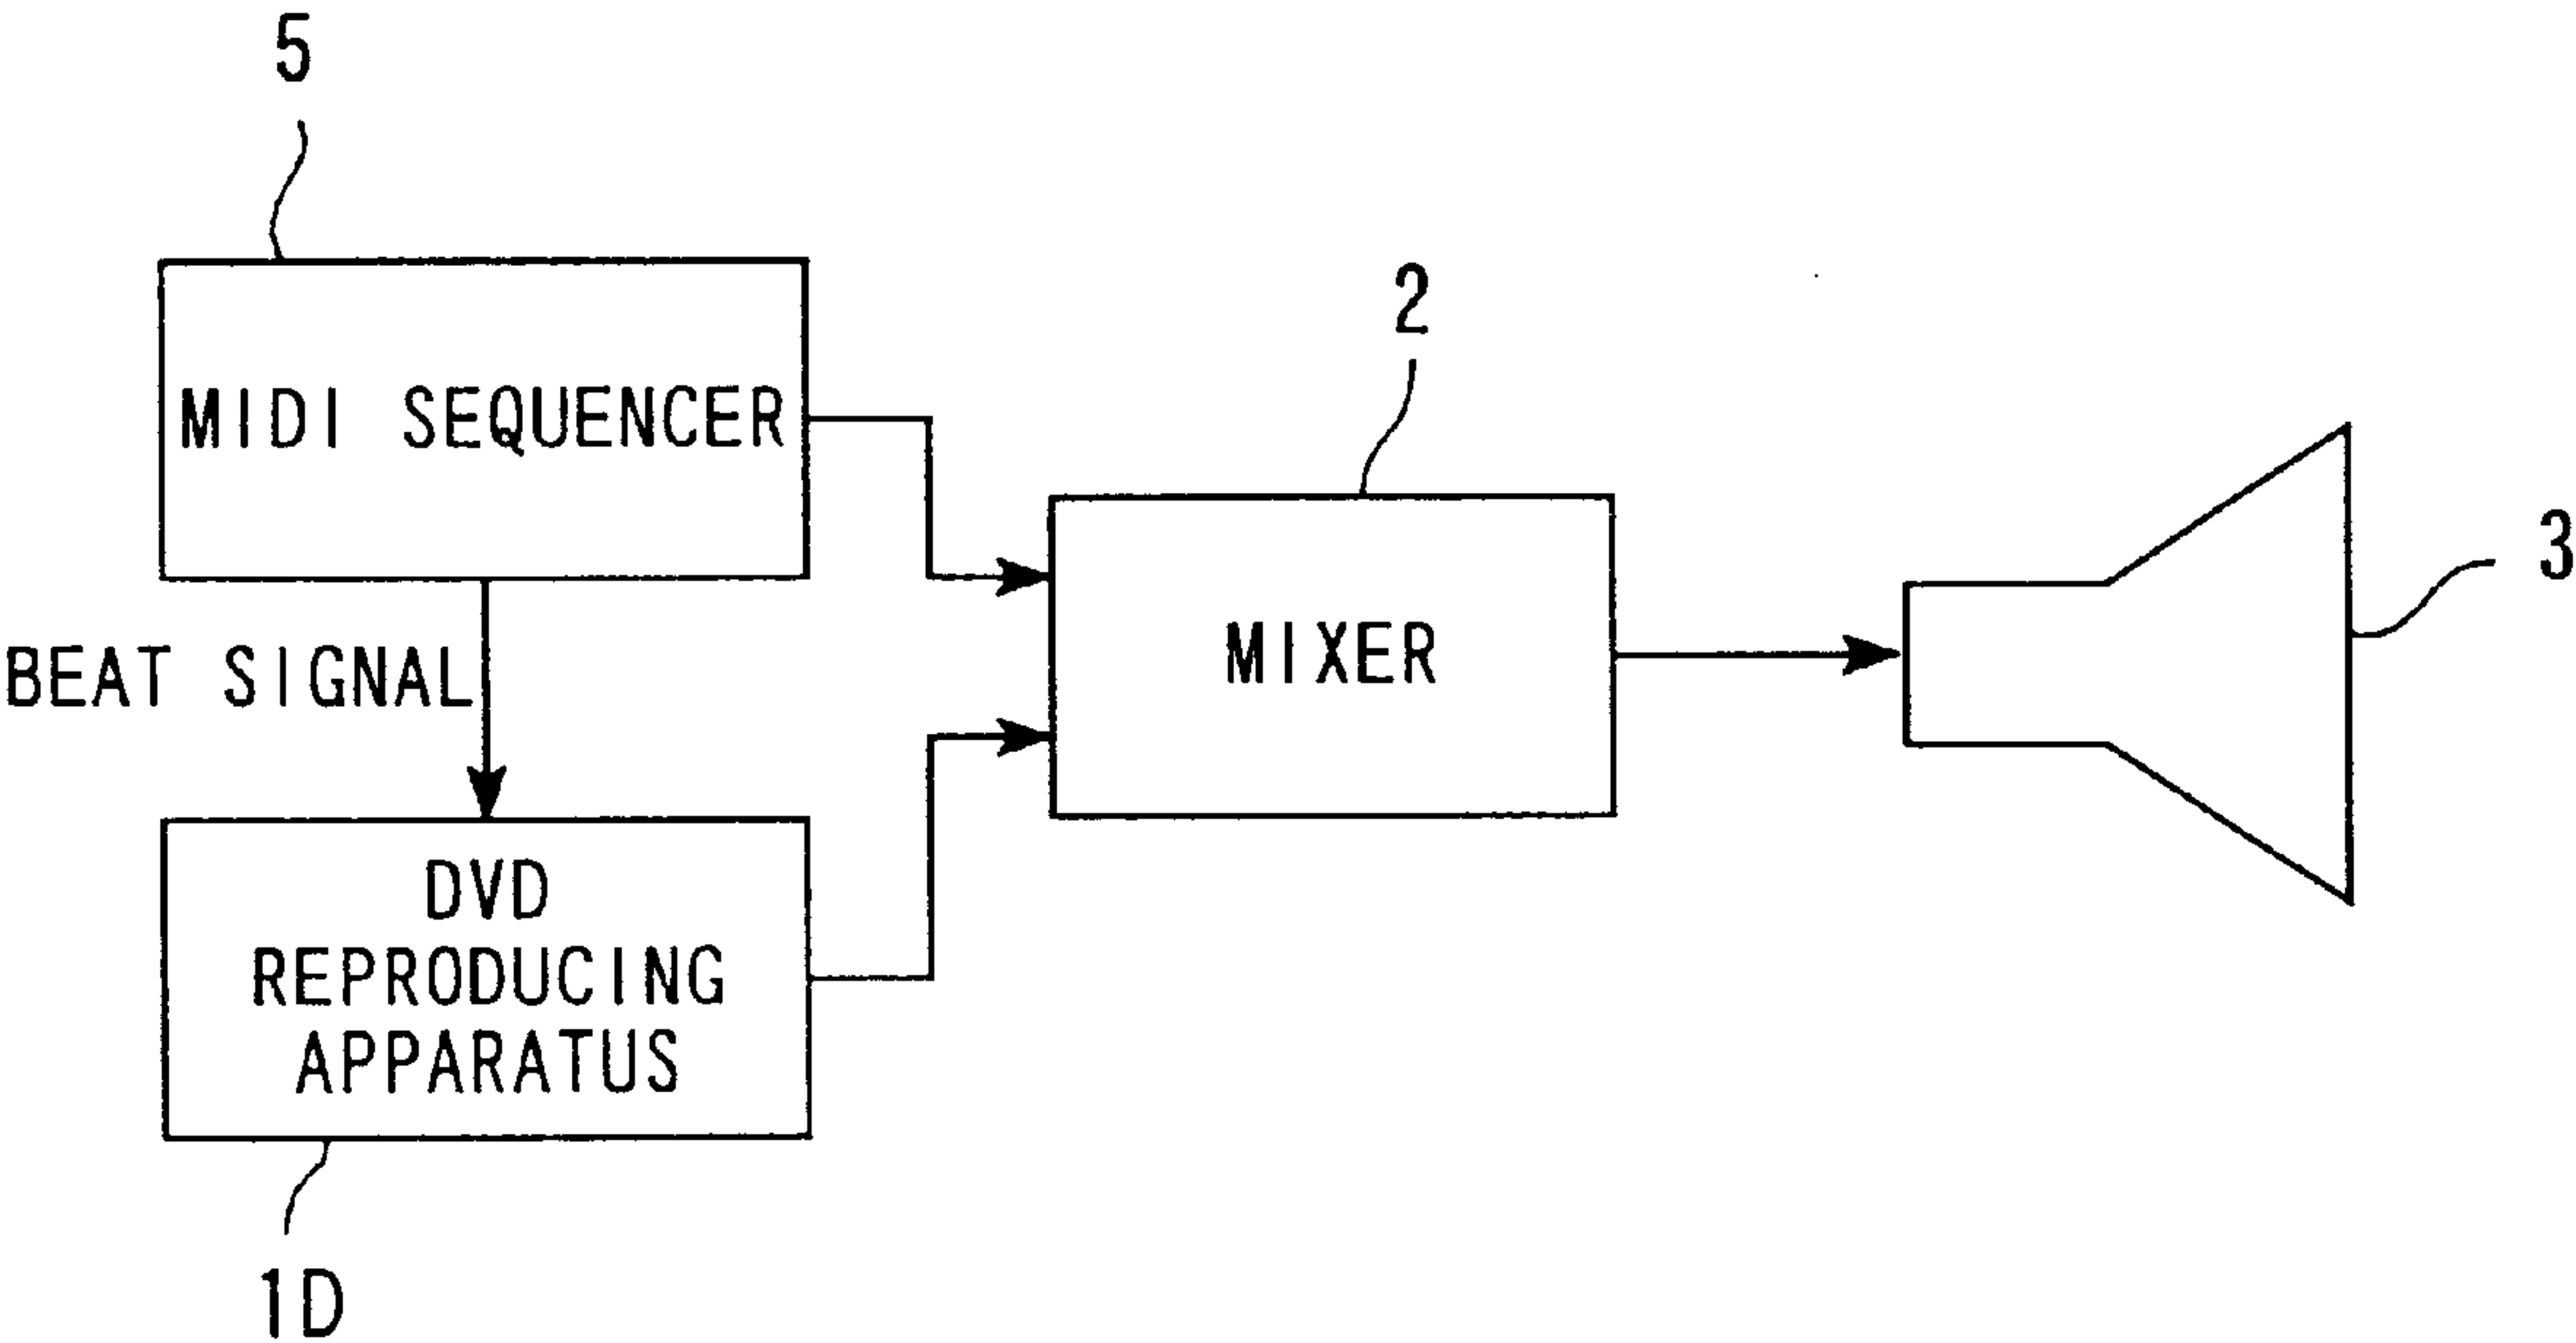 5
MIDI SEQUENCER
2
MIXER
3
BEAT SIGNAL
DVD
REPRODUCING
APPARATUS
1D